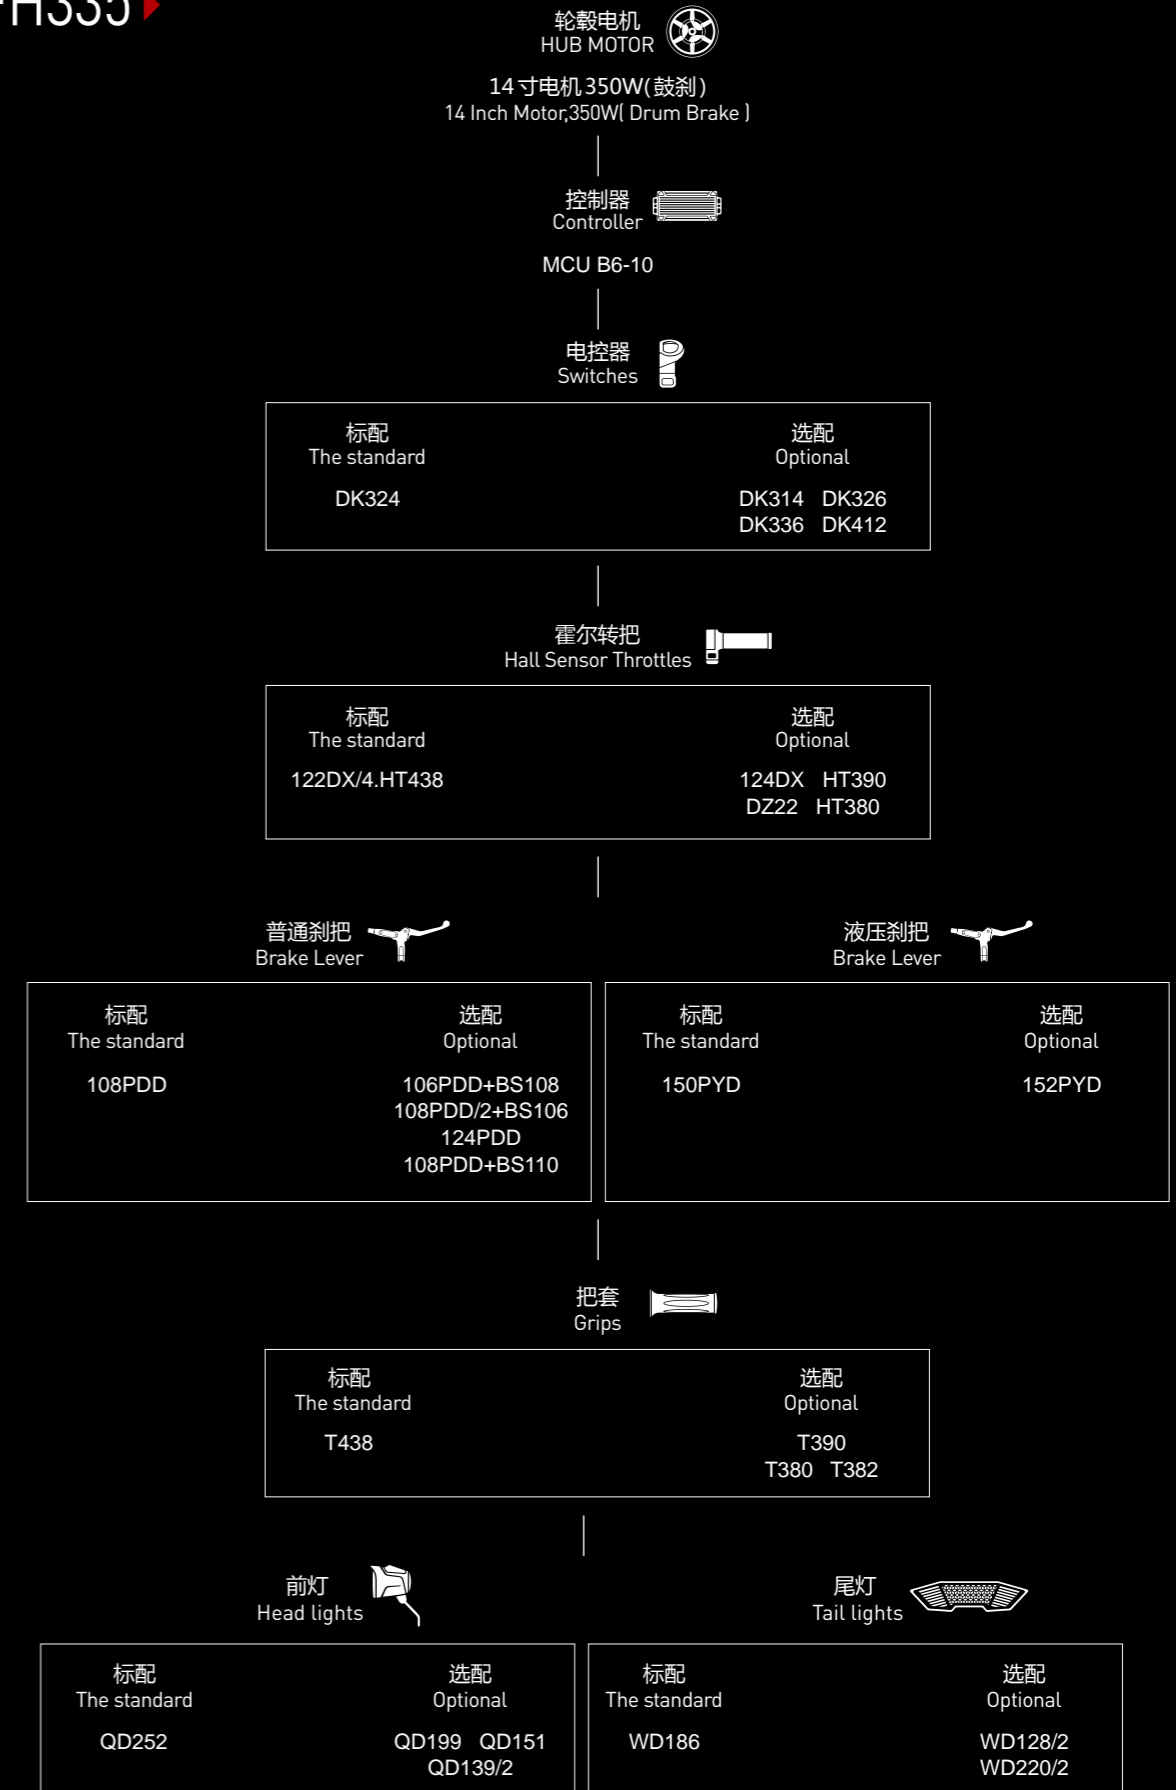 H335
轮毂电机
HUB MOTOR
14寸电机350W(鼓刹)
14 Inch Motor,350W( Drum Brake )
控制器
Controller
MCU B6-10
电控器
Switches
标配
The standard
DK324
选配
Optional
DK314 DK326
DK336 DK412
霍尔转把
Hall Sensor Throttles
标配
The standard
122DX/4.HT438
选配
Optional
124DX HT390
DZ22 HT380
普通刹把
Brake Lever
标配
The standard
108PDD
选配
Optional
106PDD+BS108
108PDD/2+BS106
124PDD
108PDD+BS110
液压刹把
Brake Lever
标配
The standard
150PYD
选配
Optional
152PYD
把套
Grips
标配
The standard
T438
选配
Optional
T390
T380 T382
前灯
Head lights
标配
The standard
QD252
选配
Optional
QD199 QD151
QD139/2
尾灯
Tail lights
标配
The standard
WD186
选配
Optional
WD128/2
WD220/2